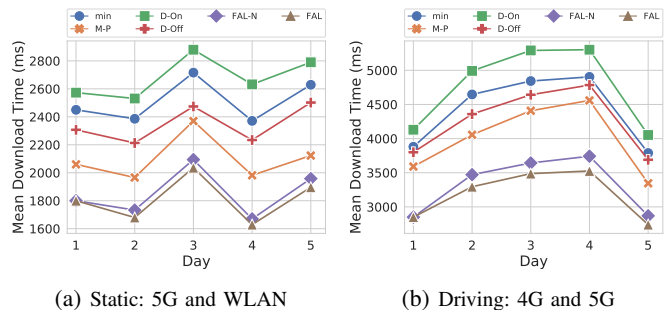 min D-On FAL-N FAL
M-P D-Off
Mean Download Time (ms)
2800
2600
2400
2200
2000
1800
1600
1 2 3 4 5
Day
(a) Static: 5G and WLAN
min D-On FAL-N FAL
M-P D-Off
Mean Download Time (ms)
5000
4500
4000
3500
3000
1 2 3 4 5
Day
(b) Driving: 4G and 5G